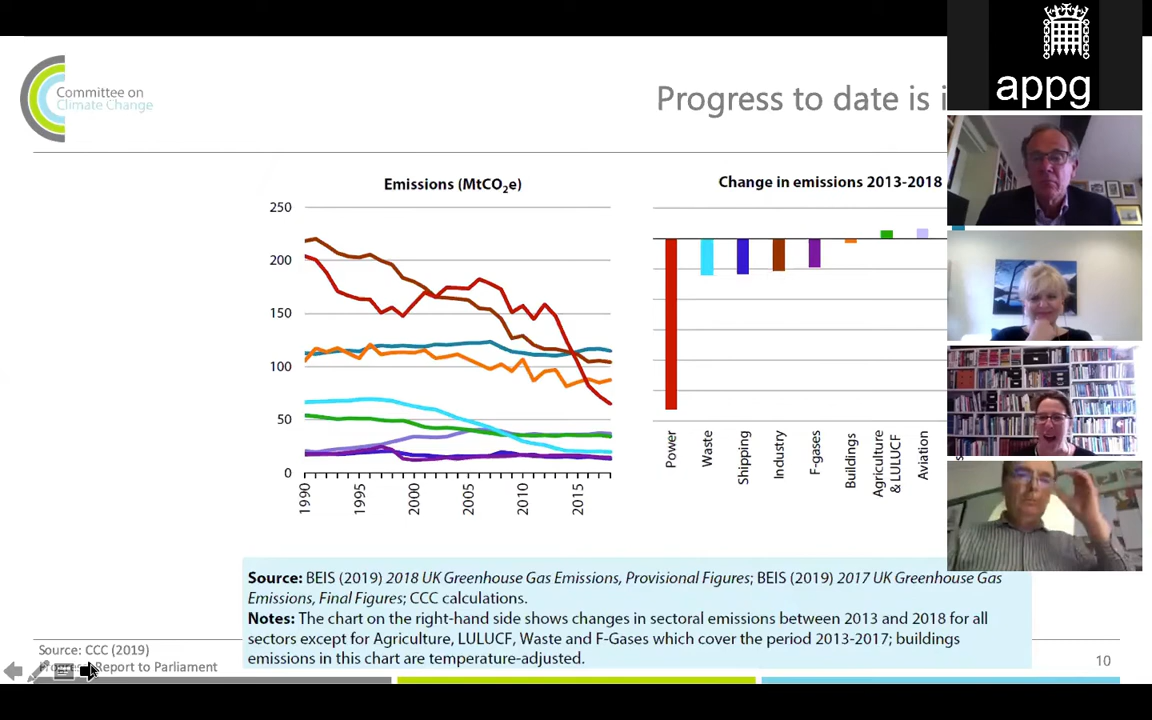 Committee on
Climate Change
Progress to date is i
appg
Emissions (MtCO₂e)
250
200
150
100
50
0
1990
1995
2000
2005
2010
2015
Change in emissions 2013-2018
Power
Waste
Shipping
Industry
F-gases
Buildings
Agriculture
& LULUCF
Aviation
Source: BEIS (2019) 2018 UK Greenhouse Gas Emissions, Provisional Figures; BEIS (2019) 2017 UK Greenhouse Gas
Emissions, Final Figures; CCC calculations.
Notes: The chart on the right-hand side shows changes in sectoral emissions between 2013 and 2018 for all
sectors except for Agriculture, LULUCF, Waste and F-Gases which cover the period 2013-2017; buildings
emissions in this chart are temperature-adjusted.
Source: CCC (2019)
Progress Report to Parliament
10